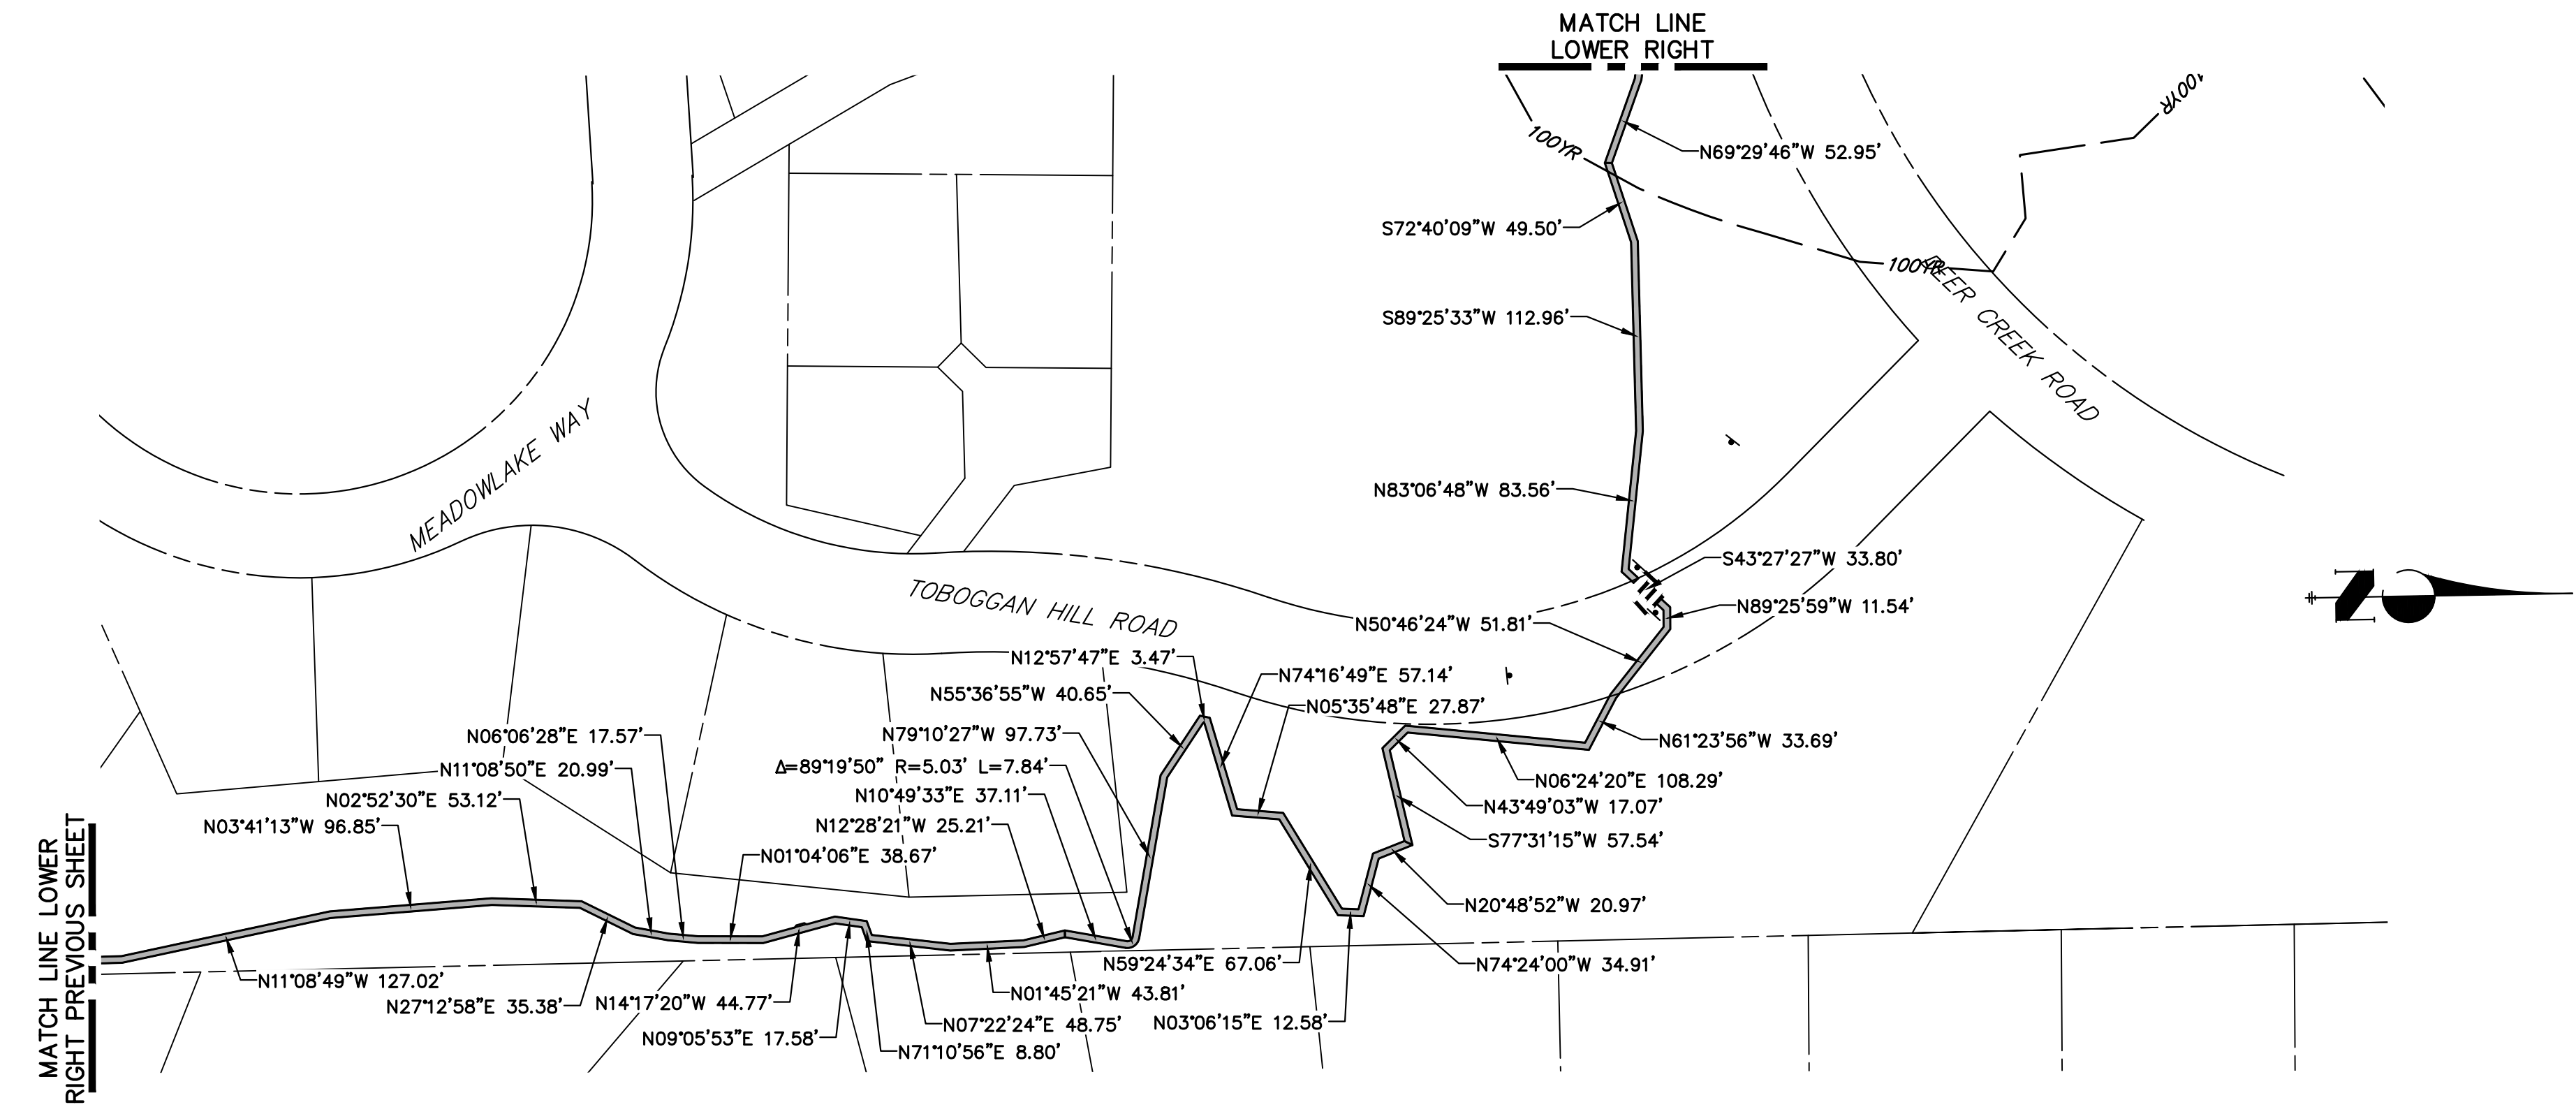 MATCH LINE
LOWER RIGHT
100YR
100YR
N69°29'46"W 52.95'
S72°40'09"W 49.50'
100YR
DEER CREEK ROAD
S89°25'33"W 112.96'
MEADOWLAKE WAY
N83°06'48"W 83.56'
S43°27'27"W 33.80'
N
TOBOGGAN HILL ROAD
N89°25'59"W 11.54'
N50°46'24"W 51.81'
N12°57'47"E 3.47'
N74°16'49"E 57.14'
N55°36'55"W 40.65'
N05°35'48"E 27.87'
N06°06'28"E 17.57'
N79°10'27"W 97.73'
N61°23'56"W 33.69'
N11°08'50"E 20.99'
Δ=89°19'50" R=5.03' L=7.84'
N06°24'20"E 108.29'
N02°52'30"E 53.12'
N10°49'33"E 37.11'
N43°49'03"W 17.07'
N03°41'13"W 96.85'
N12°28'21"W 25.21'
S77°31'15"W 57.54'
N01°04'06"E 38.67'
MATCH LINE LOWER
RIGHT PREVIOUS SHEET
N20°48'52"W 20.97'
N59°24'34"E 67.06'
N74°24'00"W 34.91'
N11°08'49"W 127.02'
N27°12'58"E 35.38'
N14°17'20"W 44.77'
N01°45'21"W 43.81'
N07°22'24"E 48.75'
N03°06'15"E 12.58'
N09°05'53"E 17.58'
N71°10'56"E 8.80'